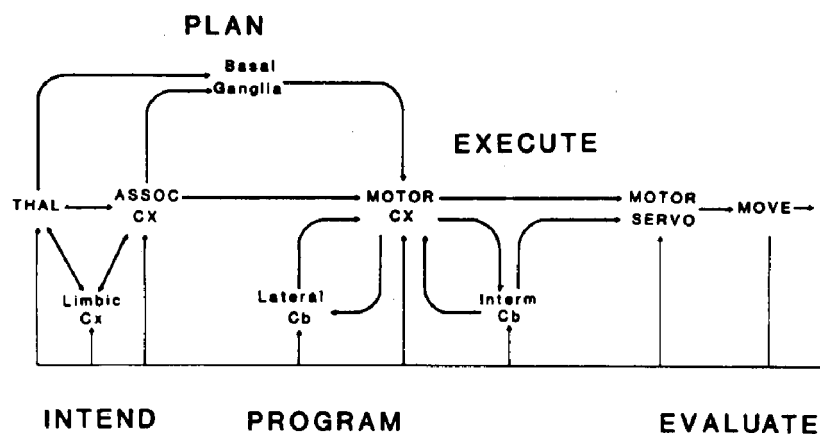 PLAN
Basal
Ganglia
EXECUTE
THAL
ASSOC
CX
MOTOR
CX
MOTOR
SERVO
MOVE
Limbic
Cx
Lateral
Cb
Interm
Cb
INTEND
PROGRAM
EVALUATE